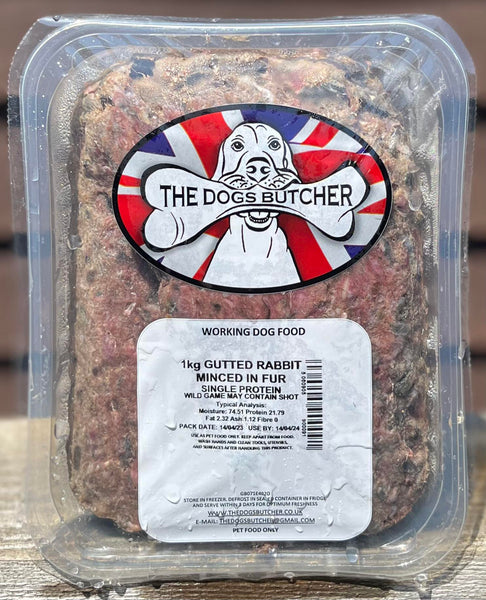 THE DOGS BUTCHER
WORKING DOG FOOD
1kg GUTTED RABBIT
MINCED IN FUR
SINGLE PROTEIN
WILD GAME MAY CONTAIN SHOT
Typical Analysis:
Moisture: 74.51 Protein 21.79
Fat 2.32 Ash 1.12 Fibre 0
PACK DATE: 14/04/23 USE BY: 14/04/24
USE AS PET FOOD ONLY. KEEP APART FROM FOOD.
WASH HANDS AND CLEAN TOOLS, UTENSILS,
AND SURFACES AFTER HANDLING THIS PRODUCT.
STORE IN FREEZER. DEFROST IN SEALED CONTAINER IN FRIDGE
AND SERVE WITHIN 3 DAYS FOR OPTIMUM FRESHNESS
WWW.THEDOGSBUTCHER.CO.UK
E-MAIL: THEDOGSBUTCHER@GMAIL.COM
PET FOOD ONLY